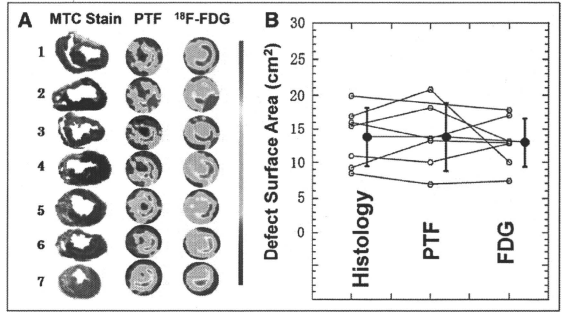 A MTC Stain PTF 18F-FDG
1
2
3
4
5
6
7
B
Defect Surface Area (cm²)
30
25
20
15
10
5
0
Histology
PTF
FDG